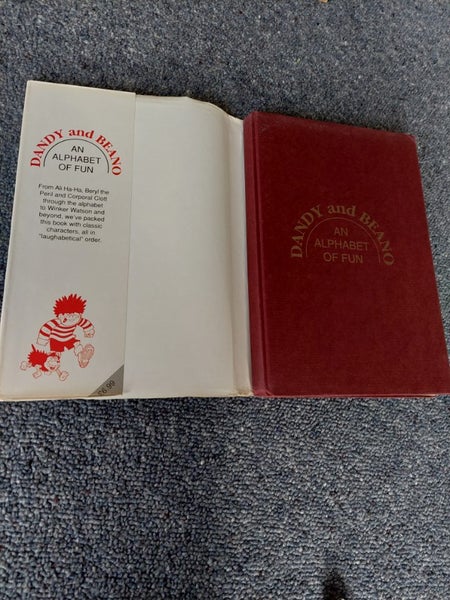 DANDY and BEANO
AN
ALPHABET
OF FUN
From Ali Ha-Ha, Beryl the
Peril and Corporal Clott
through the alphabet
to Winker Watson and
beyond, we've packed
this book with classic
characters, all in
"laughabetical" order.
£6.99
DANDY and BEANO
AN
ALPHABET
OF FUN